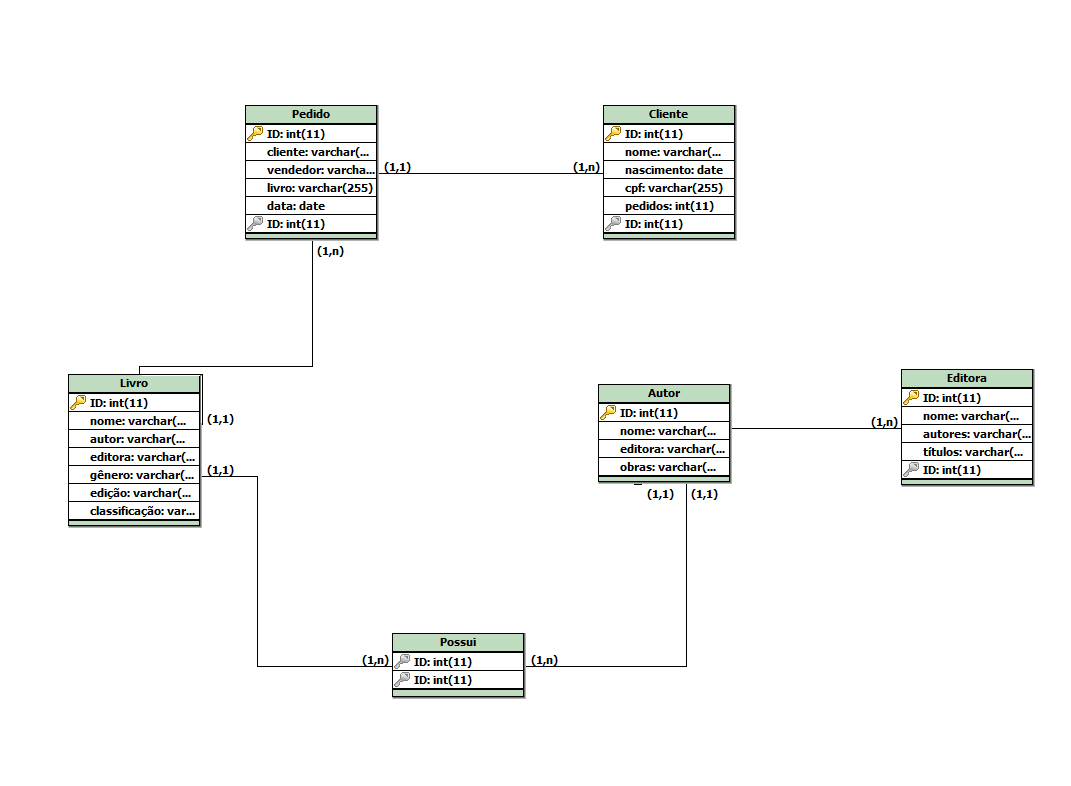 Pedido
ID: int(11)
cliente: varchar(...
vendedor: varcha...
livro: varchar(255)
data: date
ID: int(11)
(1,1)
(1,n)
Cliente
ID: int(11)
nome: varchar(...
nascimento: date
cpf: varchar(255)
pedidos: int(11)
ID: int(11)
(1,n)
Livro
ID: int(11)
nome: varchar(...
autor: varchar(...
editora: varchar(...
gênero: varchar(...
edição: varchar(...
classificação: var...
(1,1)
(1,1)
Autor
ID: int(11)
nome: varchar(...
editora: varchar(...
obras: varchar(...
(1,1)
(1,1)
(1,n)
Editora
ID: int(11)
nome: varchar(...
autores: varchar(...
títulos: varchar(...
ID: int(11)
Possui
ID: int(11)
ID: int(11)
(1,n)
(1,n)